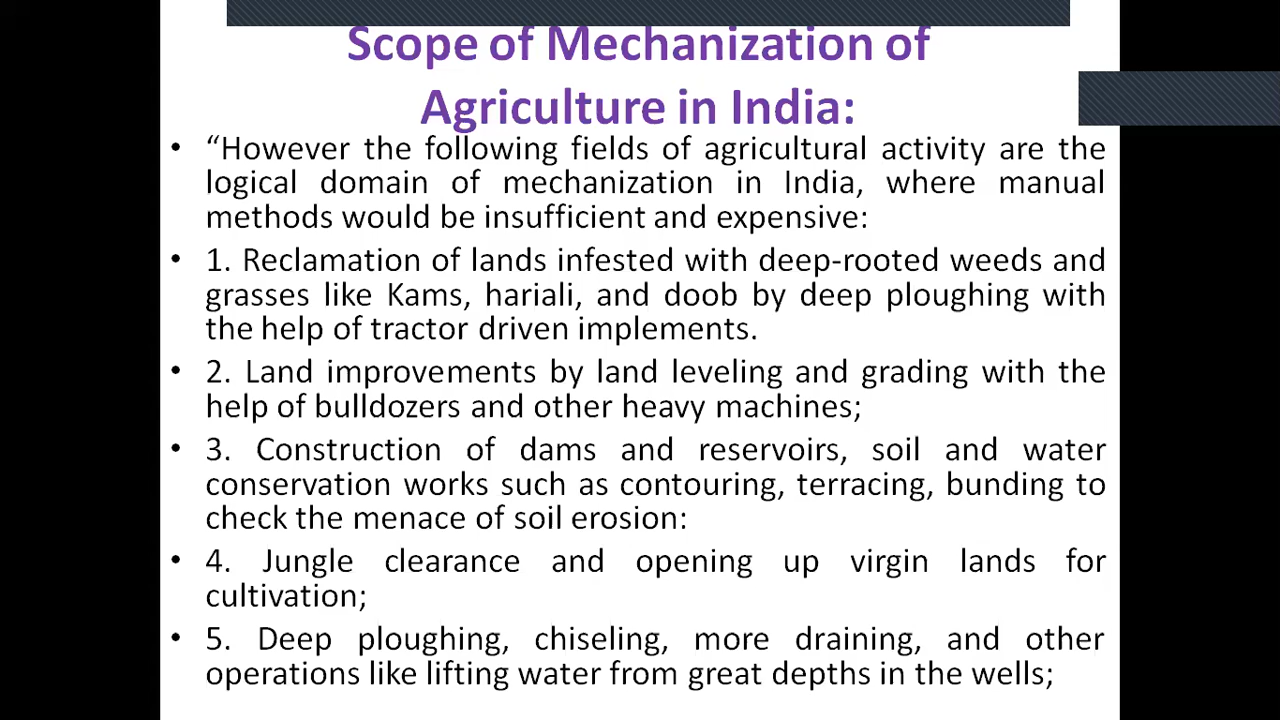 Scope of Mechanization of
Agriculture in India:
• “However the following fields of agricultural activity are the
logical domain of mechanization in India, where manual
methods would be insufficient and expensive:
• 1. Reclamation of lands infested with deep-rooted weeds and
grasses like Kams, hariali, and doob by deep ploughing with
the help of tractor driven implements.
• 2. Land improvements by land leveling and grading with the
help of bulldozers and other heavy machines;
• 3. Construction of dams and reservoirs, soil and water
conservation works such as contouring, terracing, bunding to
check the menace of soil erosion:
• 4. Jungle clearance and opening up virgin lands for
cultivation;
• 5. Deep ploughing, chiseling, more draining, and other
operations like lifting water from great depths in the wells;